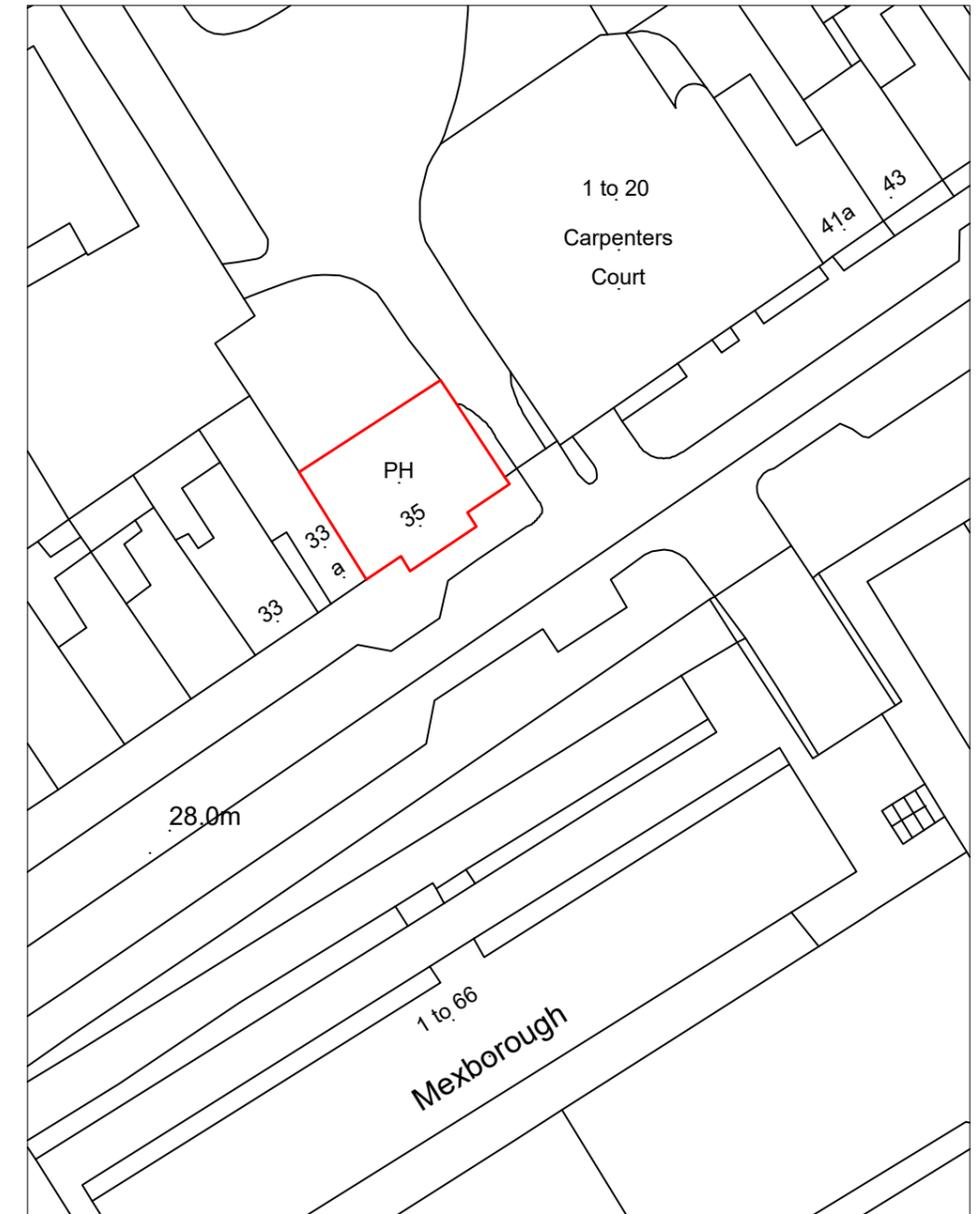 1 to 20
Carpenters
Court
43
41a
PH
35
33
a
33
28.0m
1 to 66
Mexborough